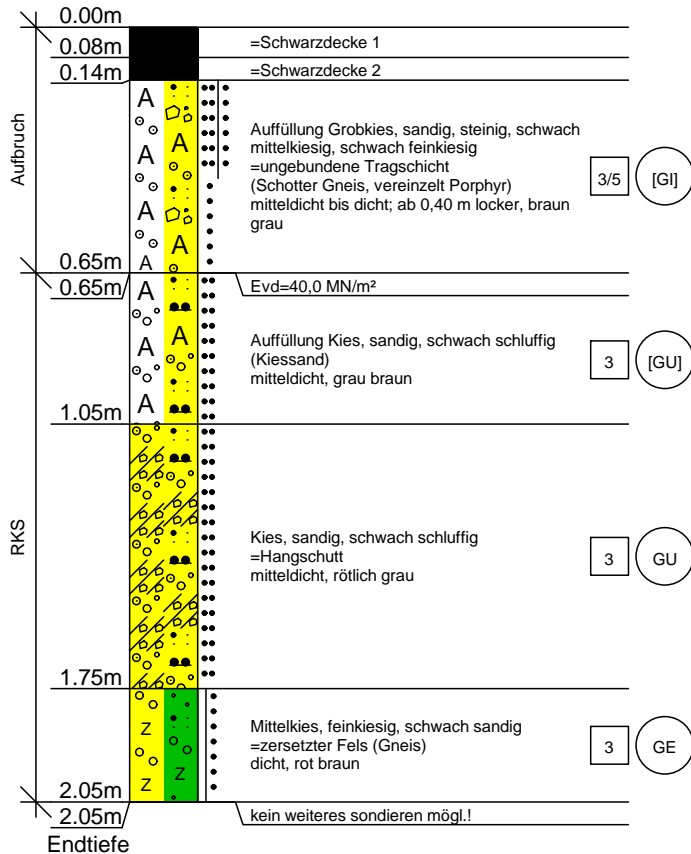 0.00m
0.08m
=Schwarzdecke 1
0.14m
=Schwarzdecke 2
Aufbruch
A
A
A
A
A
A
A
Auffüllung Grobkies, sandig, steinig, schwach
mittelkiesig, schwach feinkiesig
=ungebundene Tragschicht
(Schotter Gneis, vereinzelt Porphyr)
mitteldicht bis dicht; ab 0,40 m locker, braun
grau
3/5
[GI]
0.65m
0.65m
Evd=40,0 MN/m²
A
A
A
A
Auffüllung Kies, sandig, schwach schluffig
(Kiessand)
mitteldicht, grau braun
3
[GU]
1.05m
RKS
Kies, sandig, schwach schluffig
=Hangschutt
mitteldicht, rötlich grau
3
GU
1.75m
Z
Z
Z
Mittelkies, feinkiesig, schwach sandig
=zersetzter Fels (Gneis)
dicht, rot braun
3
GE
2.05m
2.05m
kein weiteres sondieren mögl.!
Endtiefe